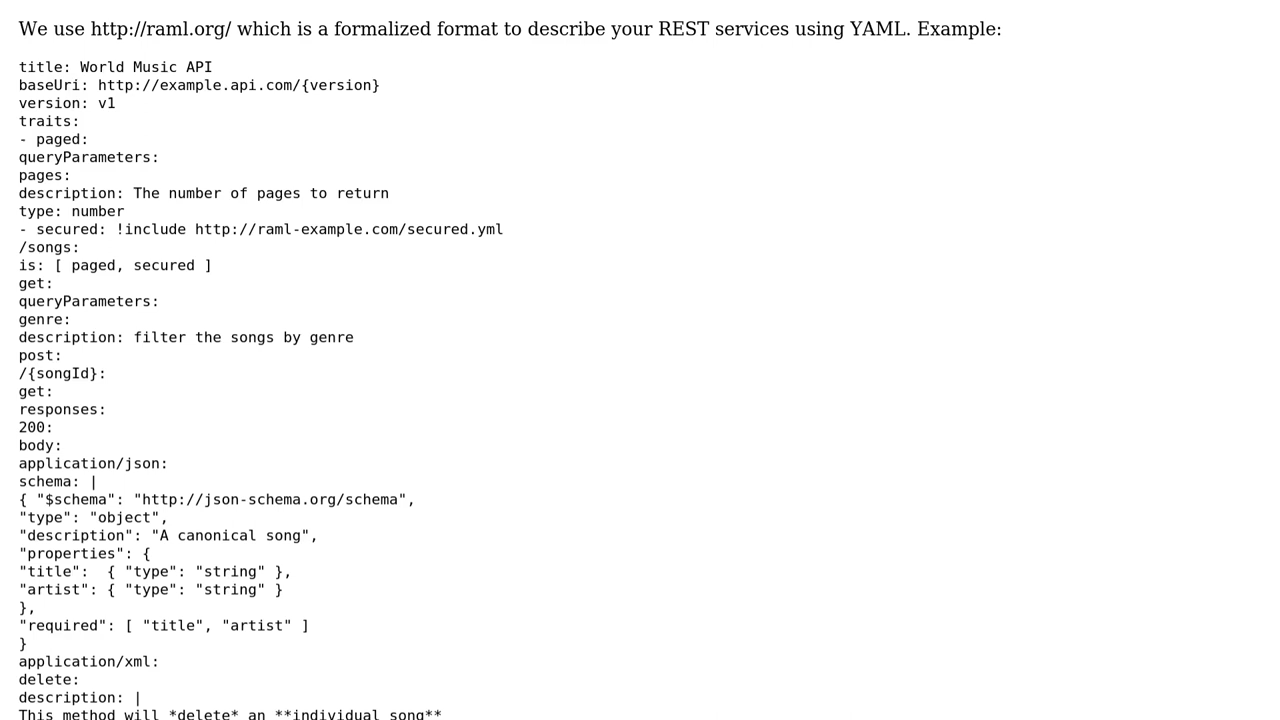 We use http://raml.org/ which is a formalized format to describe your REST services using YAML. Example:
title: World Music API
baseUri: http://example.api.com/{version}
version: v1
traits:
- paged:
queryParameters:
pages:
description: The number of pages to return
type: number
- secured: !include http://raml-example.com/secured.yml
/songs:
is: [ paged, secured ]
get:
queryParameters:
genre:
description: filter the songs by genre
post:
/{songId}:
get:
responses:
200:
body:
application/json:
schema: |
{ "$schema": "http://json-schema.org/schema",
"type": "object",
"description": "A canonical song",
"properties": {
"title":  { "type": "string" },
"artist": { "type": "string" }
},
"required": [ "title", "artist" ]
}
application/xml:
delete:
description: |
This method will *delete* an **individual song**